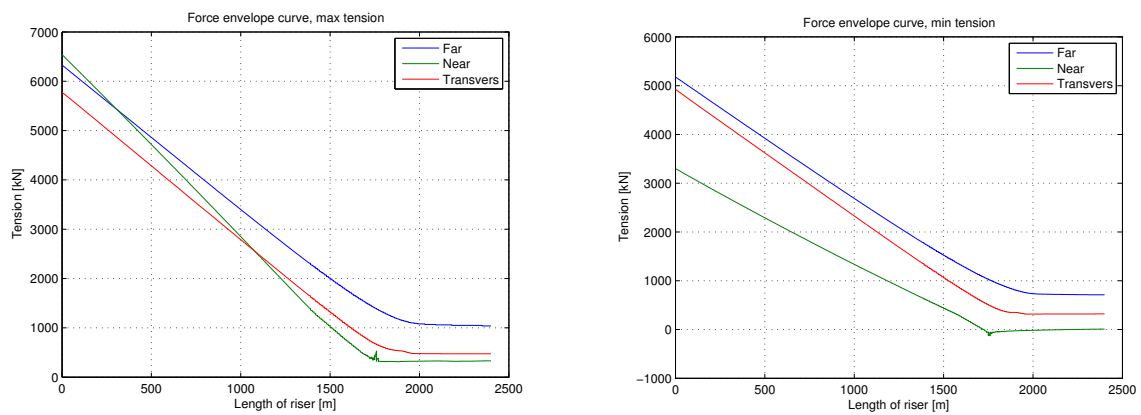 Force envelope curve, max tension
7000
6000
5000
4000
3000
2000
1000
0
Tension [kN]
0 500 1000 1500 2000 2500
Length of riser [m]
Far
Near
Transvers
Force envelope curve, min tension
6000
5000
4000
3000
2000
1000
0
−1000
Tension [kN]
0 500 1000 1500 2000 2500
Length of riser [m]
Far
Near
Transvers